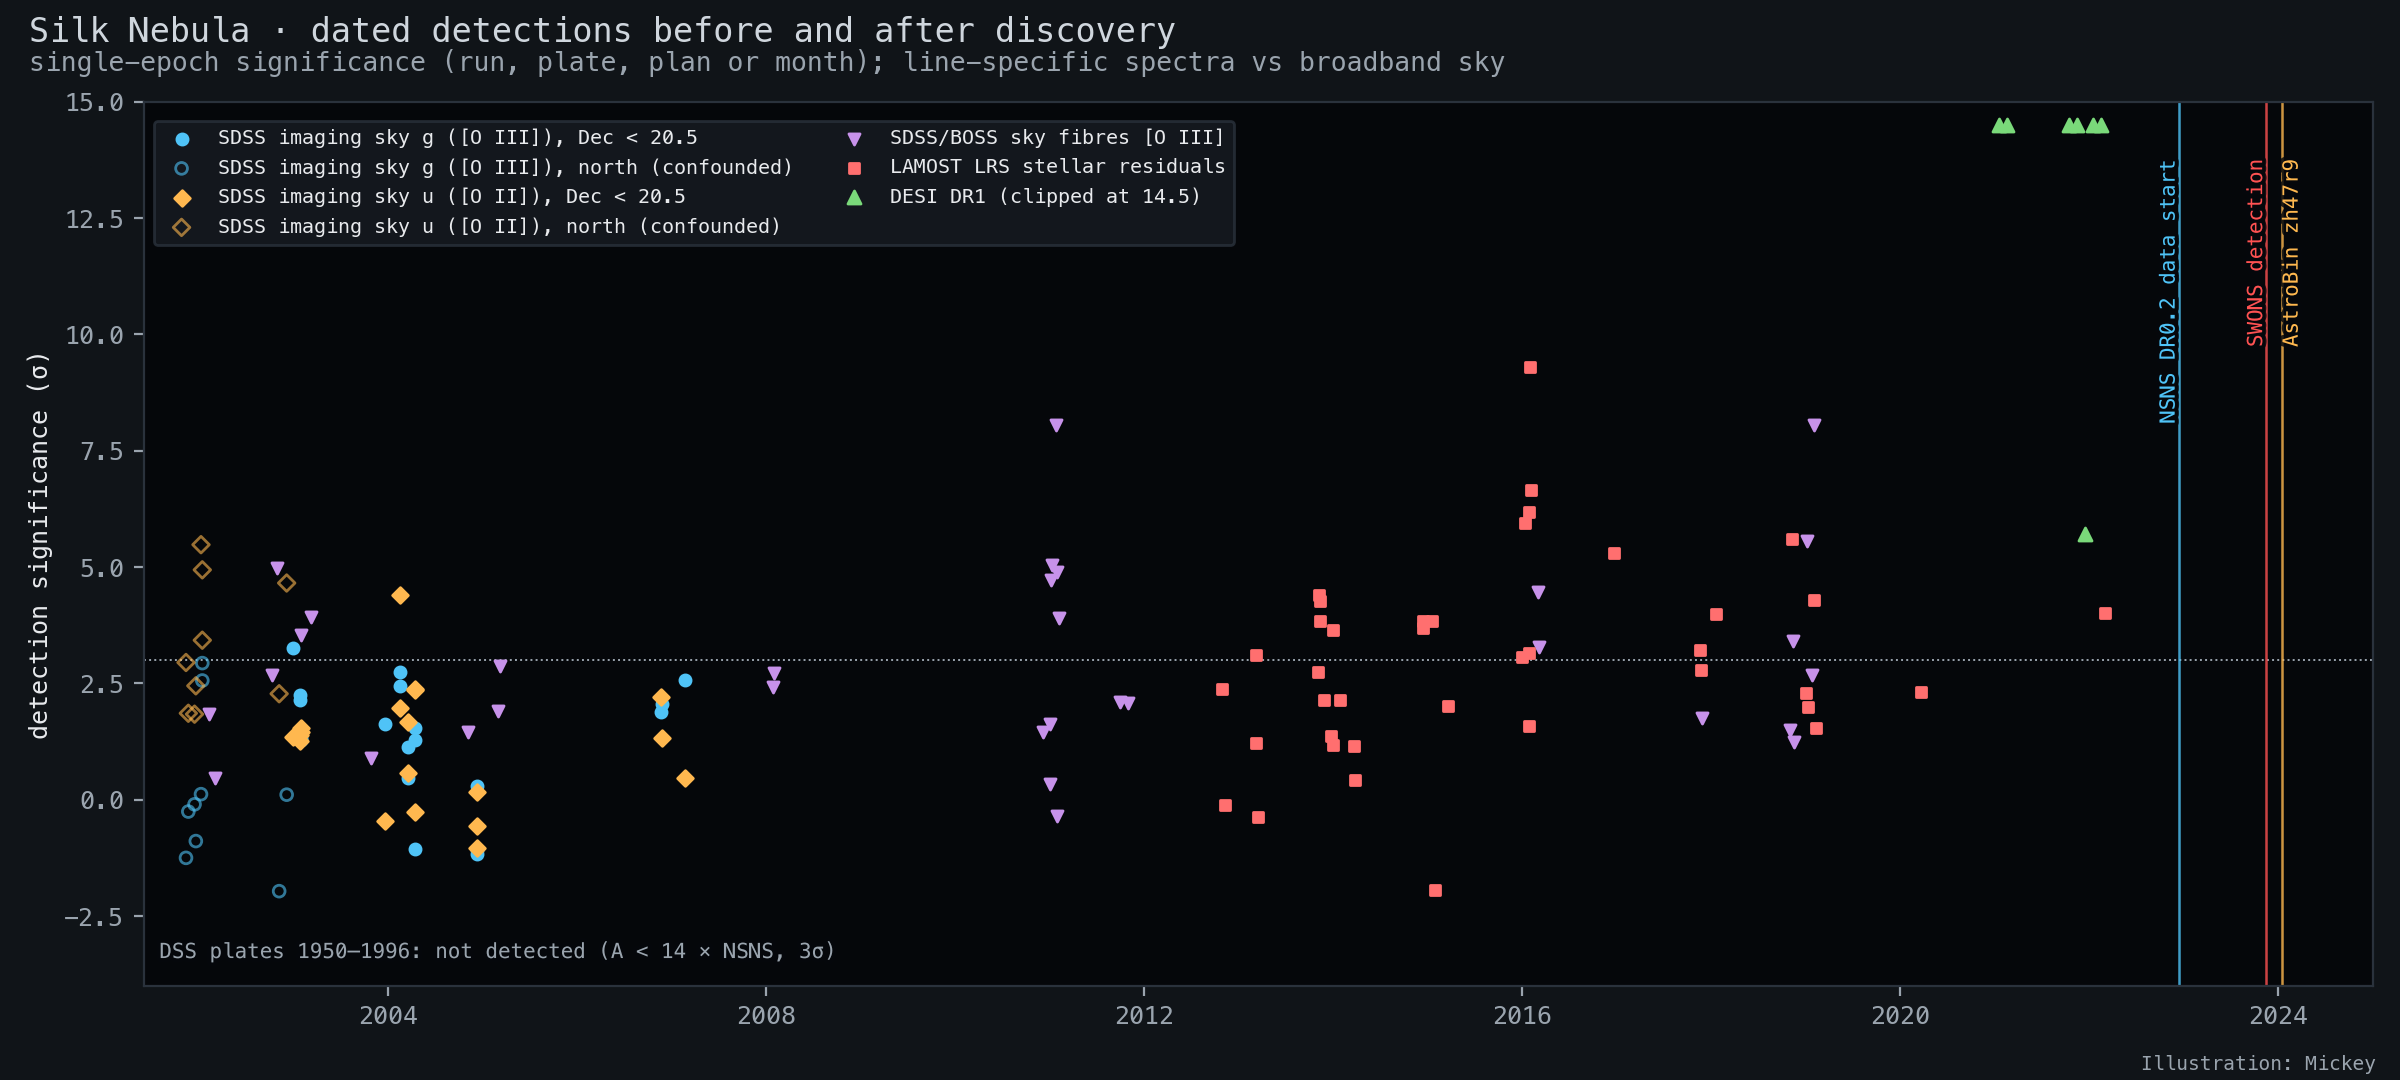 Silk Nebula · dated detections before and after discovery
single−epoch significance (run, plate, plan or month); line−specific spectra vs broadband sky
15.0
12.5
10.0
7.5
5.0
2.5
0.0
−2.5
detection significance (σ)
SDSS imaging sky g ([O III]), Dec < 20.5
SDSS imaging sky g ([O III]), north (confounded)
SDSS imaging sky u ([O II]), Dec < 20.5
SDSS imaging sky u ([O II]), north (confounded)
SDSS/BOSS sky fibres [O III]
LAMOST LRS stellar residuals
DESI DR1 (clipped at 14.5)
NSNS DR0.2 data start
SWONS detection
AstroBin zh47r9
DSS plates 1950–1996: not detected (A < 14 × NSNS, 3σ)
2004
2008
2012
2016
2020
2024
Illustration: Mickey